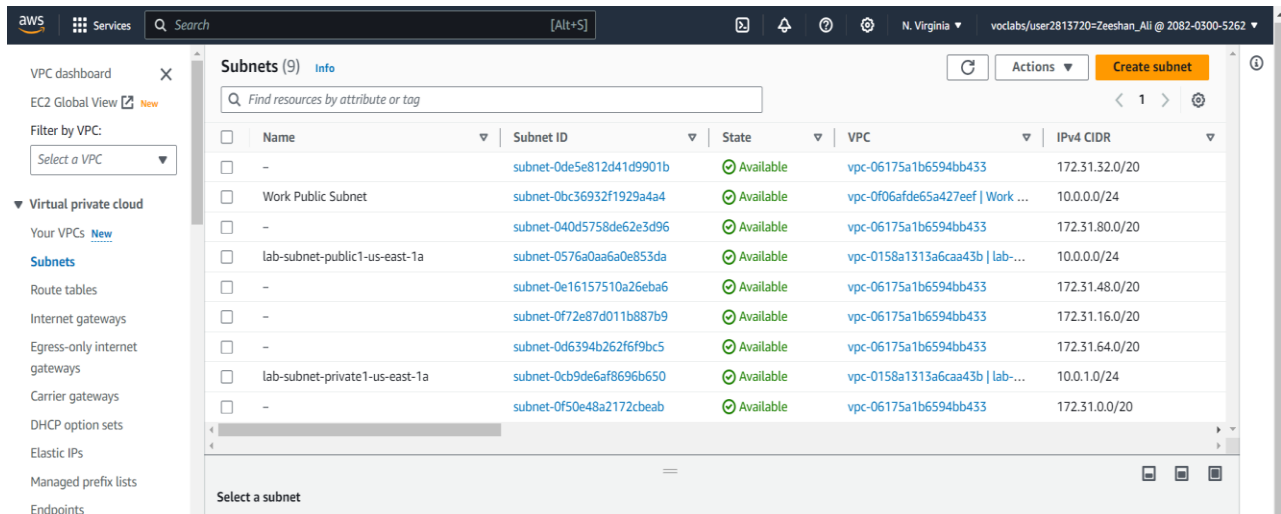 aws Services Search [Alt+S] N. Virginia ▼ voclabs/user2813720=Zeeshan_Ali @ 2082-0300-5262 ▼
VPC dashboard
EC2 Global View New
Filter by VPC:
Select a VPC
Virtual private cloud
Your VPCs New
Subnets
Route tables
Internet gateways
Egress-only internet
gateways
Carrier gateways
DHCP option sets
Elastic IPs
Managed prefix lists
Endpoints
Subnets (9) Info
Actions ▼ Create subnet
Find resources by attribute or tag
1
Name Subnet ID State VPC IPv4 CIDR
– subnet-0de5e812d41d9901b Available vpc-06175a1b6594bb433 172.31.32.0/20
Work Public Subnet subnet-0bc36932f1929a4a4 Available vpc-0f06afde65a427eef | Work ... 10.0.0.0/24
– subnet-040d5758de62e3d96 Available vpc-06175a1b6594bb433 172.31.80.0/20
lab-subnet-public1-us-east-1a subnet-0576a0aa6a0e853da Available vpc-0158a1313a6caa43b | lab-... 10.0.0.0/24
– subnet-0e16157510a26eba6 Available vpc-06175a1b6594bb433 172.31.48.0/20
– subnet-0f72e87d011b887b9 Available vpc-06175a1b6594bb433 172.31.16.0/20
– subnet-0d6394b262f6f9bc5 Available vpc-06175a1b6594bb433 172.31.64.0/20
lab-subnet-private1-us-east-1a subnet-0cb9de6af8696b650 Available vpc-0158a1313a6caa43b | lab-... 10.0.1.0/24
– subnet-0f50e48a2172cbeab Available vpc-06175a1b6594bb433 172.31.0.0/20
Select a subnet